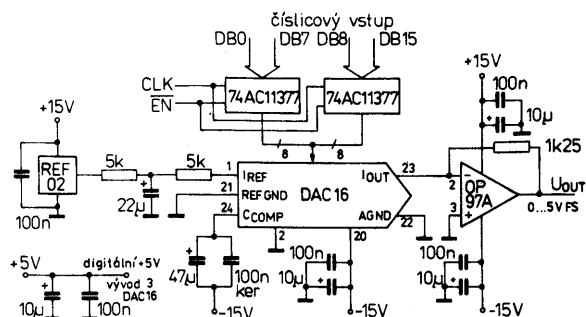 číslicový vstup
DB0 DB7 DB8 DB15
CLK
EN
74AC11377
74AC11377
+15V
REF
02
100n
5k
22µ
5k
8
8
1
IREF
21
REF GND
24
CCOMP
DAC 16
IOUT
23
AGND
22
2
20
+15V
100n
10µ
1k25
2
3
OP
97A
UOUT
0...5V FS
47µ
100n
ker
-15V
100n
10µ
-15V
100n
10µ
-15V
+5V
digitální +5V
vývod 3
DAC16
10µ
100n